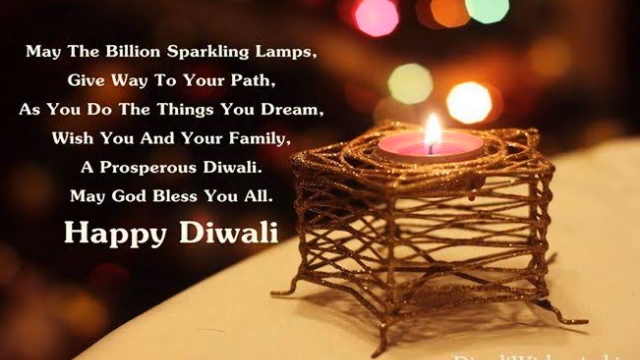 May The Billion Sparkling Lamps,
Give Way To Your Path,
As You Do The Things You Dream,
Wish You And Your Family,
A Prosperous Diwali.
May God Bless You All.
Happy Diwali